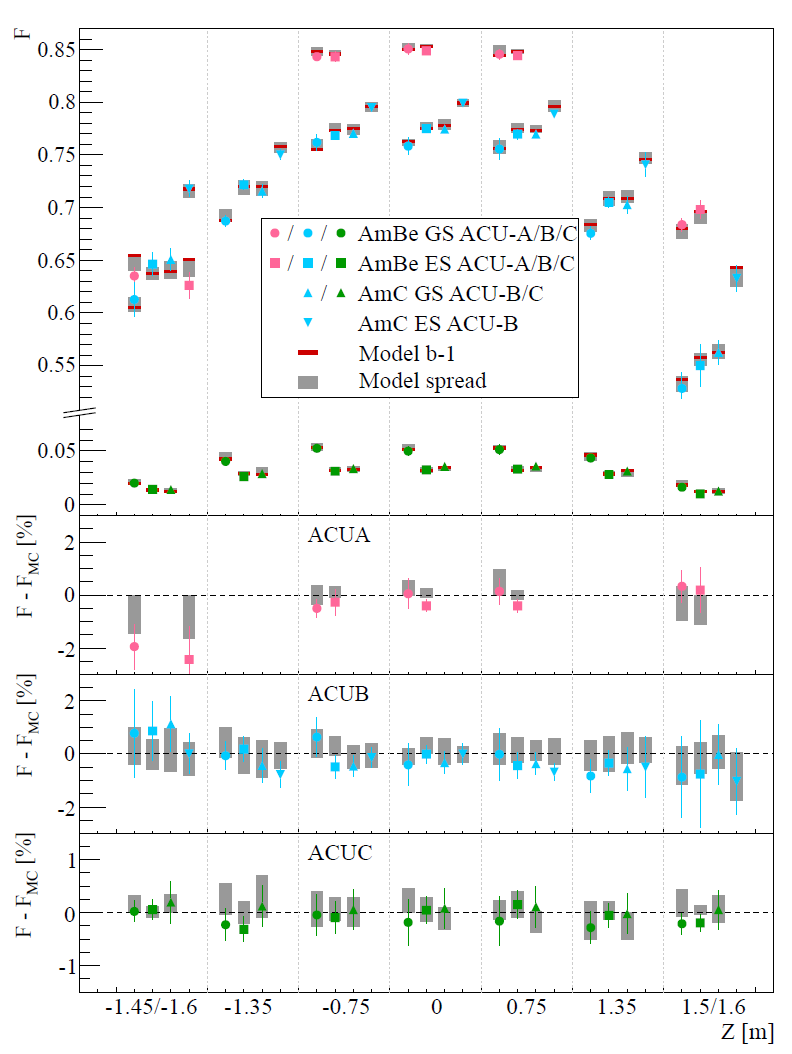 F
0.85
0.8
0.75
0.7
0.65
0.6
0.55
0.05
0
/ / AmBe GS ACU-A/B/C
/ / AmBe ES ACU-A/B/C
/ AmC GS ACU-B/C
AmC ES ACU-B
Model b-1
Model spread
F - F_MC [%]
ACUA
2
0
-2
F - F_MC [%]
ACUB
2
0
-2
F - F_MC [%]
ACUC
1
0
-1
-1.45/-1.6 -1.35 -0.75 0 0.75 1.35 1.5/1.6
Z [m]